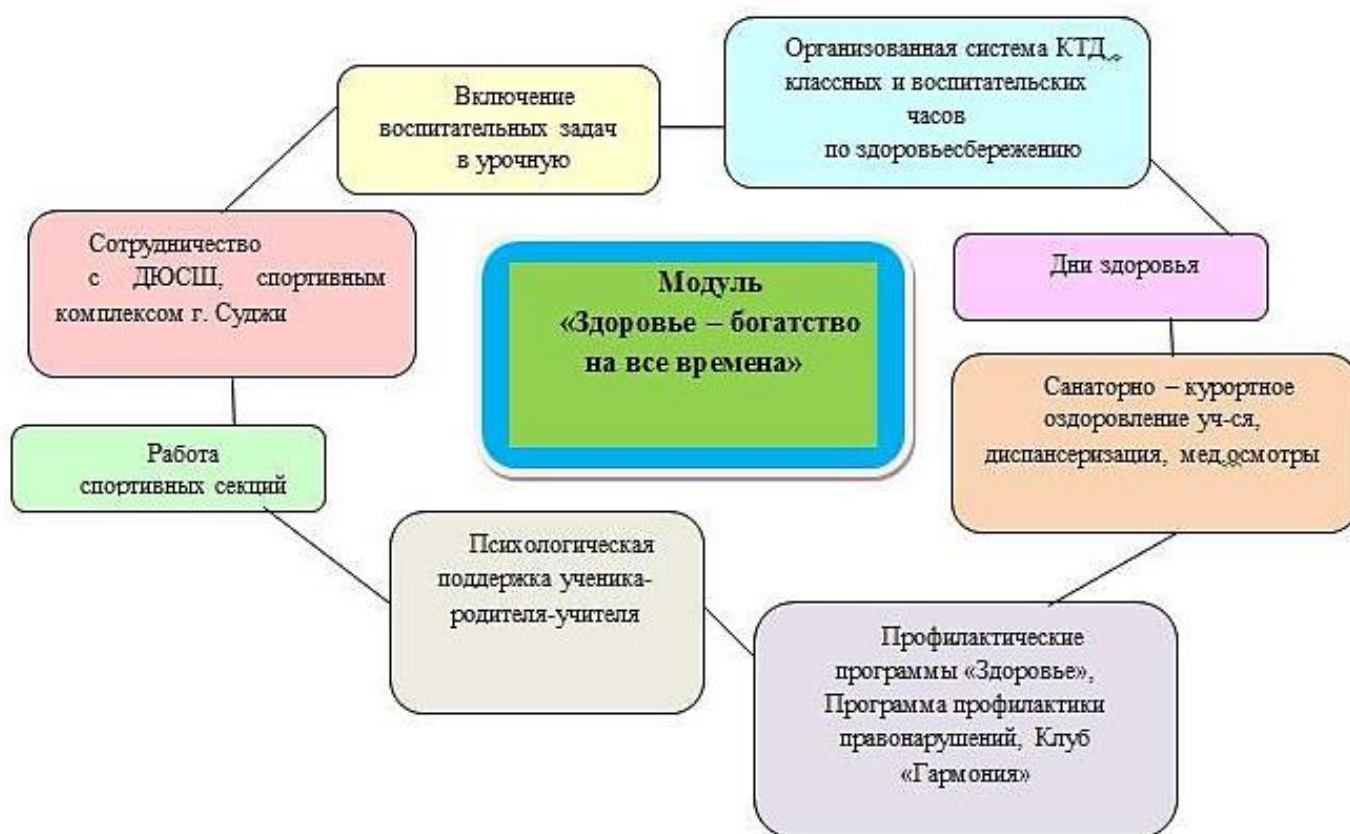 Организованная система КТД,
классных и воспитательских
часов
по здоровьесбережению
Включение
воспитательных задач
в урочную
Сотрудничество
с ДЮСШ, спортивным
комплексом г. Суджи
Модуль
«Здоровье – богатство
на все времена»
Дни здоровья
Санаторно – курортное
оздоровление уч-ся,
диспансеризация, мед.осмотры
Работа
спортивных секций
Психологическая
поддержка ученика-
родителя-учителя
Профилактические
программы «Здоровье»,
Программа профилактики
правонарушений, Клуб
«Гармония»